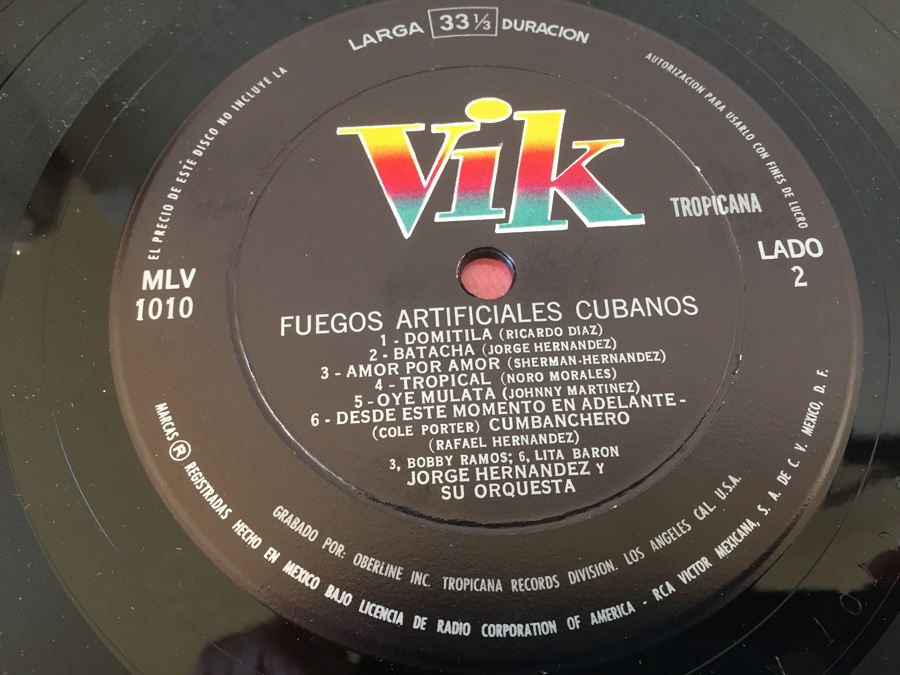 LARGA 33 1/3 DURACION
EL PRECIO DE ESTE DISCO NO INCLUYE LA
AUTORIZACION PARA USARLO CON FINES DE LUCRO
Vik
TROPICANA
MLV
1010
LADO
2
FUEGOS ARTIFICIALES CUBANOS
1 - DOMITILA (RICARDO DIAZ)
2 - BATACHA (JORGE HERNANDEZ)
3 - AMOR POR AMOR (SHERMAN-HERNANDEZ)
4 - TROPICAL (NORO MORALES)
5 - OYE MULATA (JOHNNY MARTINEZ)
6 - DESDE ESTE MOMENTO EN ADELANTE -
(COLE PORTER) CUMBANCHERO
(RAFAEL HERNANDEZ)
3, BOBBY RAMOS; 6, LITA BARON
JORGE HERNANDEZ Y
SU ORQUESTA
GRABADO POR: OBERLINE INC. TROPICANA RECORDS DIVISION. LOS ANGELES CAL. U.S.A.
MARCAS ® REGISTRADAS HECHO EN MEXICO BAJO LICENCIA DE RADIO CORPORATION OF AMERICA - RCA VICTOR MEXICANA, S. A. DE C. V. MEXICO, D. F.